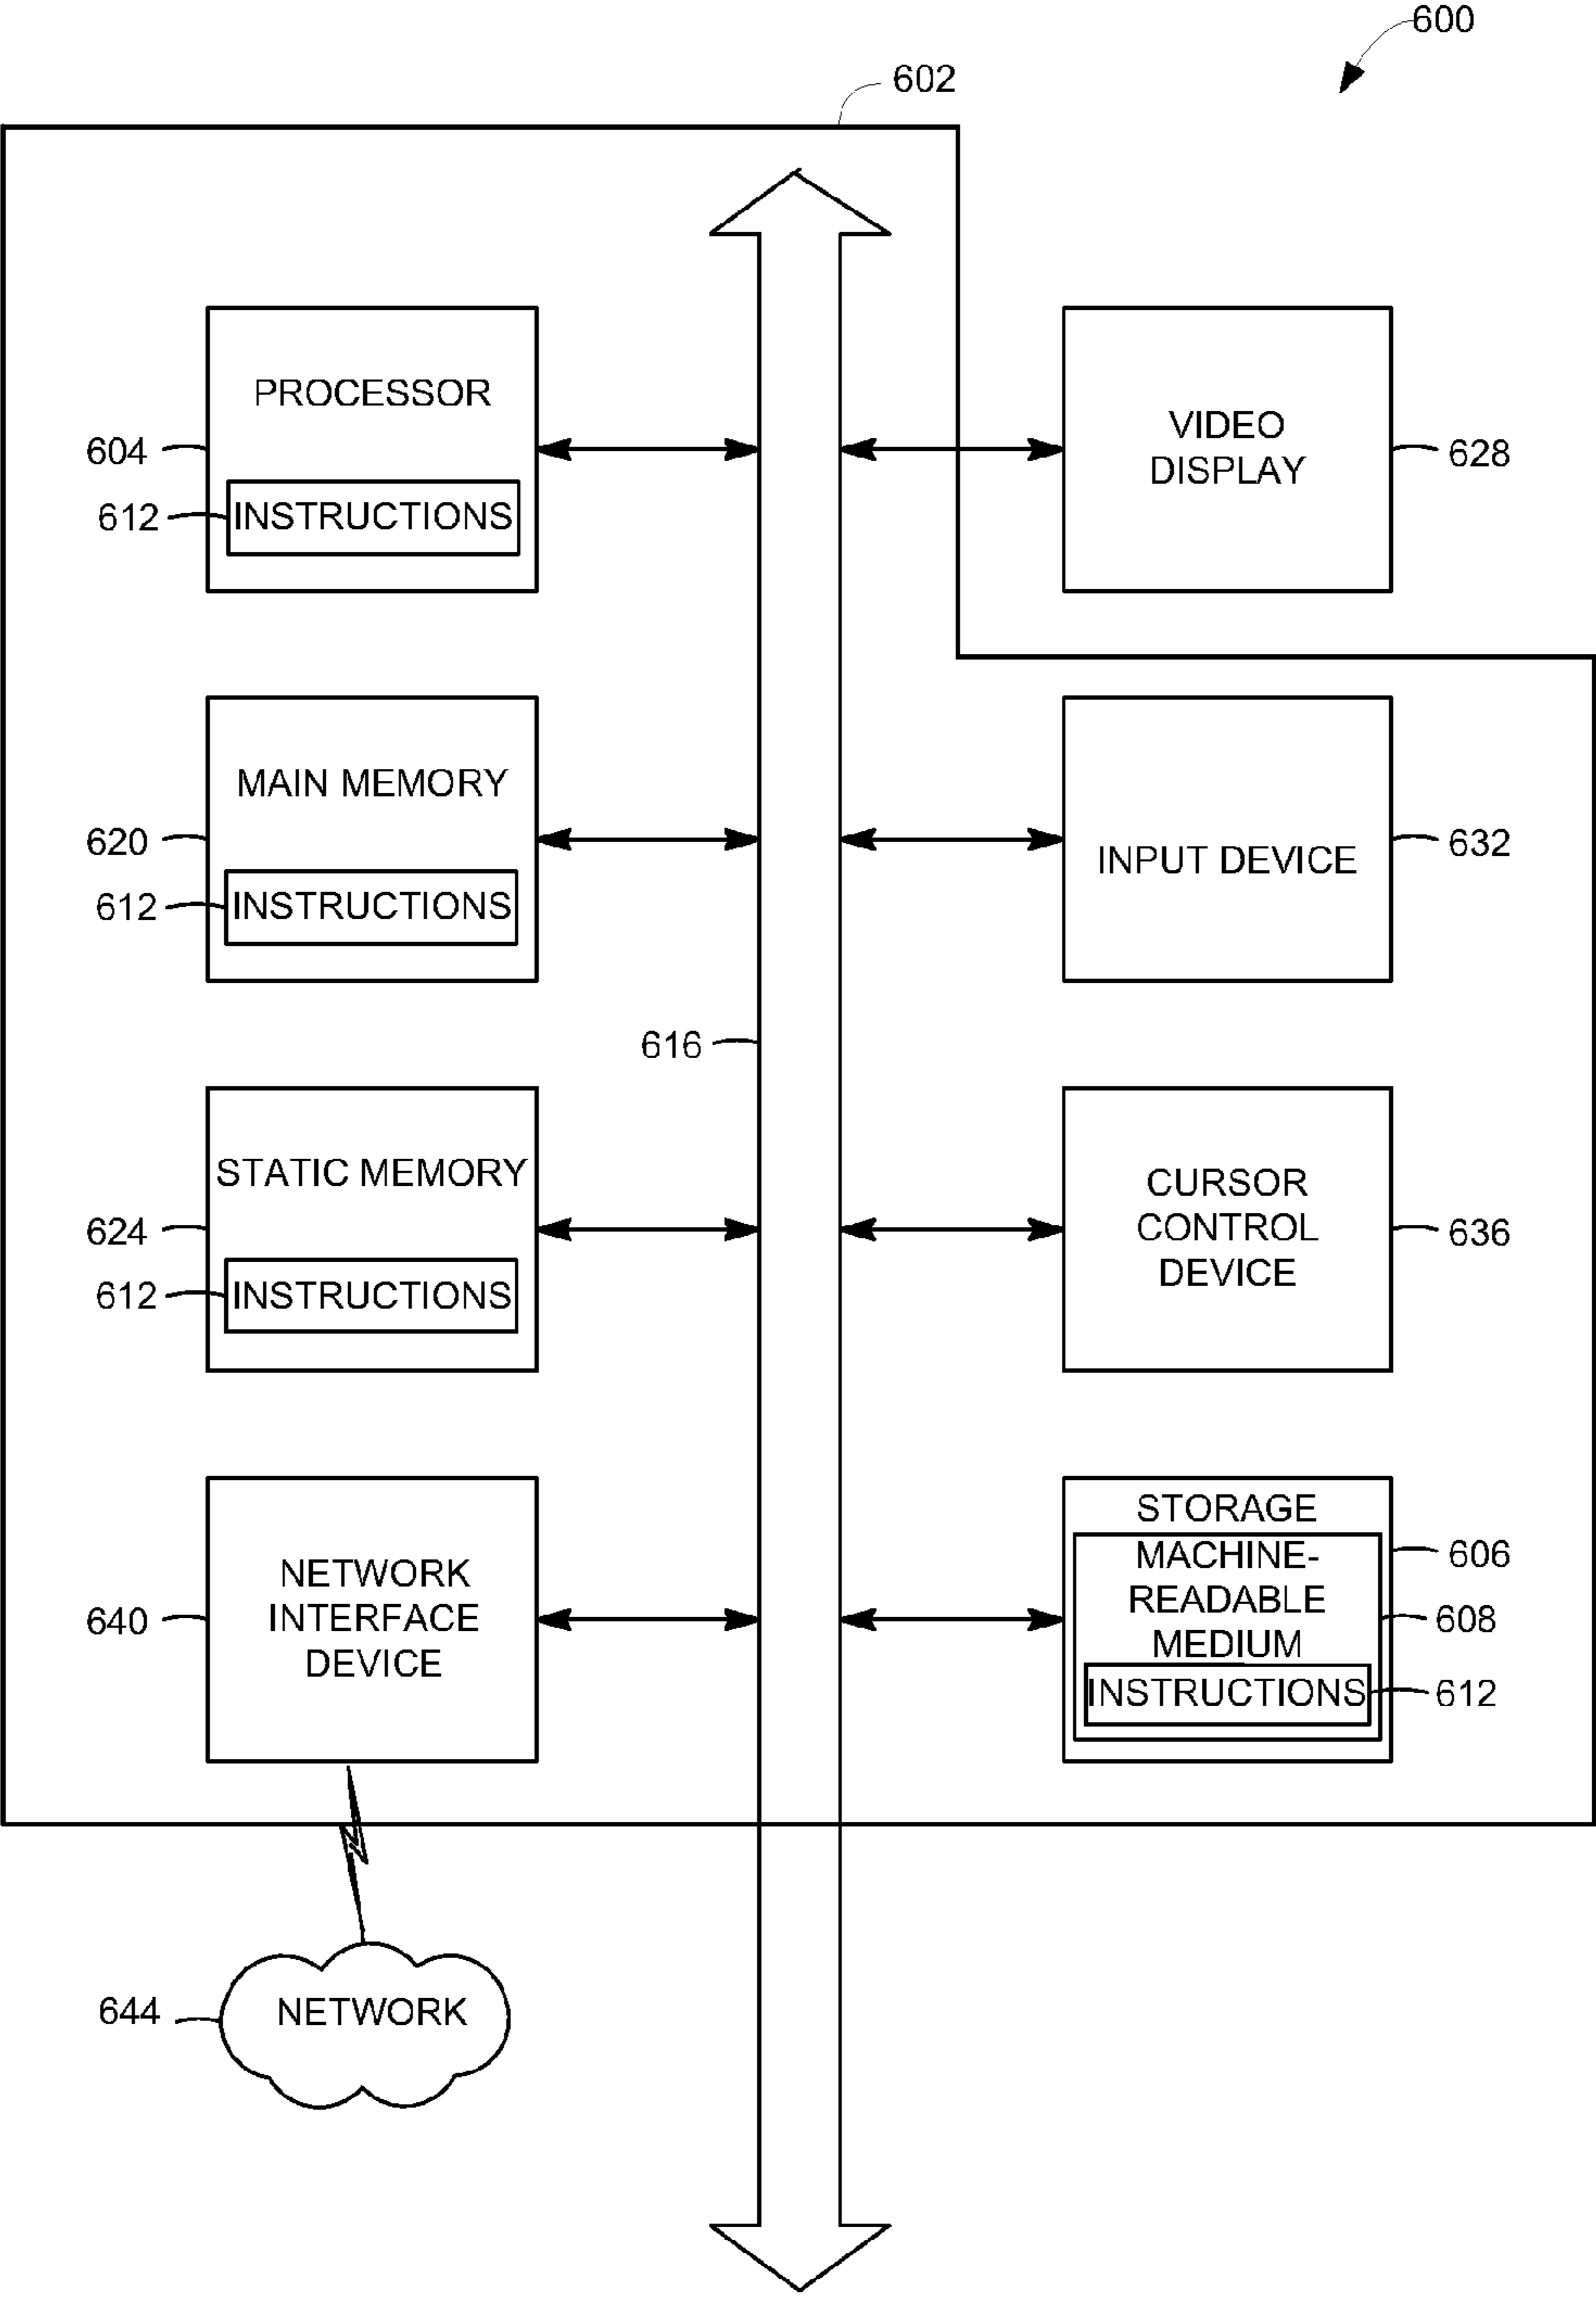 600
602
PROCESSOR
604
612
INSTRUCTIONS
VIDEO
DISPLAY
628
MAIN MEMORY
620
612
INSTRUCTIONS
INPUT DEVICE
632
616
STATIC MEMORY
624
612
INSTRUCTIONS
CURSOR
CONTROL
DEVICE
636
NETWORK
INTERFACE
DEVICE
640
STORAGE
MACHINE-
READABLE
MEDIUM
INSTRUCTIONS
606
608
612
644
NETWORK